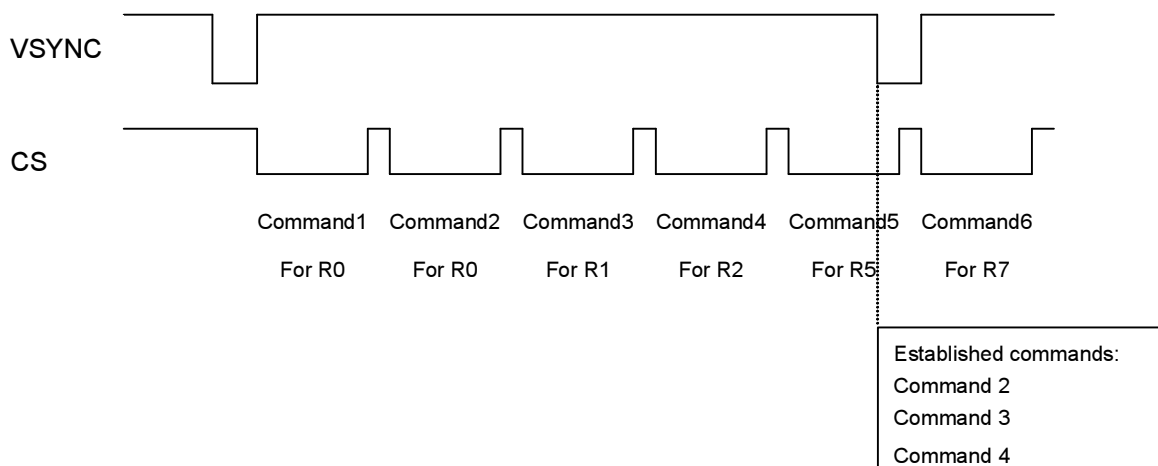 VSYNC
CS
Command1 Command2 Command3 Command4 Command5 Command6
For R0 For R0 For R1 For R2 For R5 For R7
Established commands:
Command 2
Command 3
Command 4